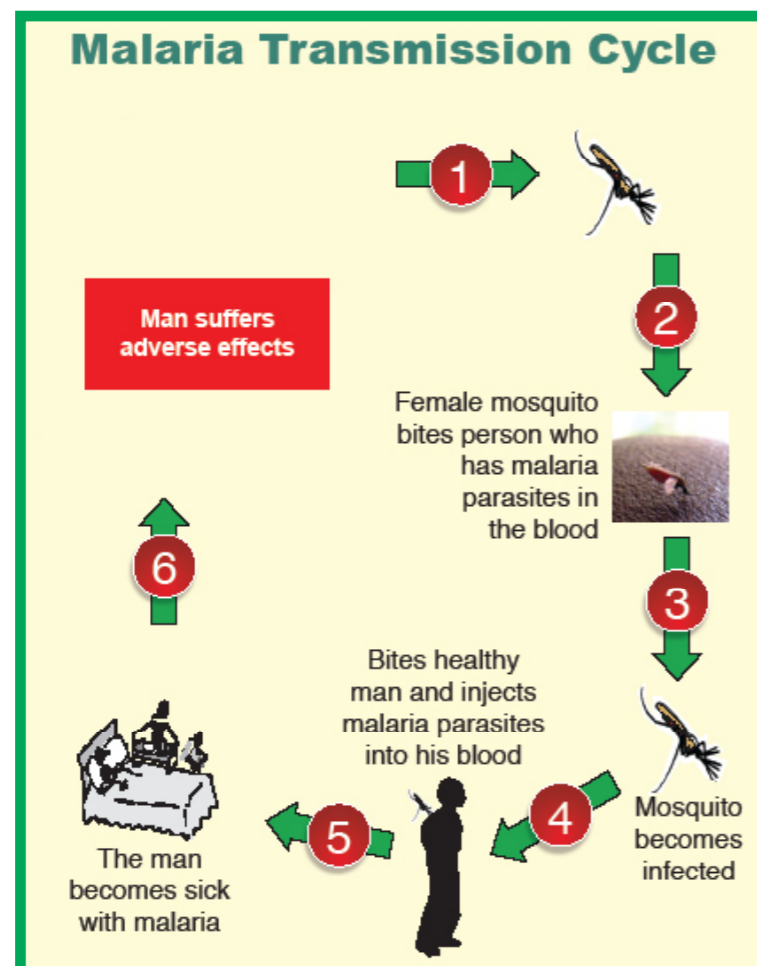 Malaria Transmission Cycle
1
2
Man suffers
adverse effects
Female mosquito
bites person who
has malaria
parasites in
the blood
3
6
Bites healthy
man and injects
malaria parasites
into his blood
4
Mosquito
becomes
infected
5
The man
becomes sick
with malaria